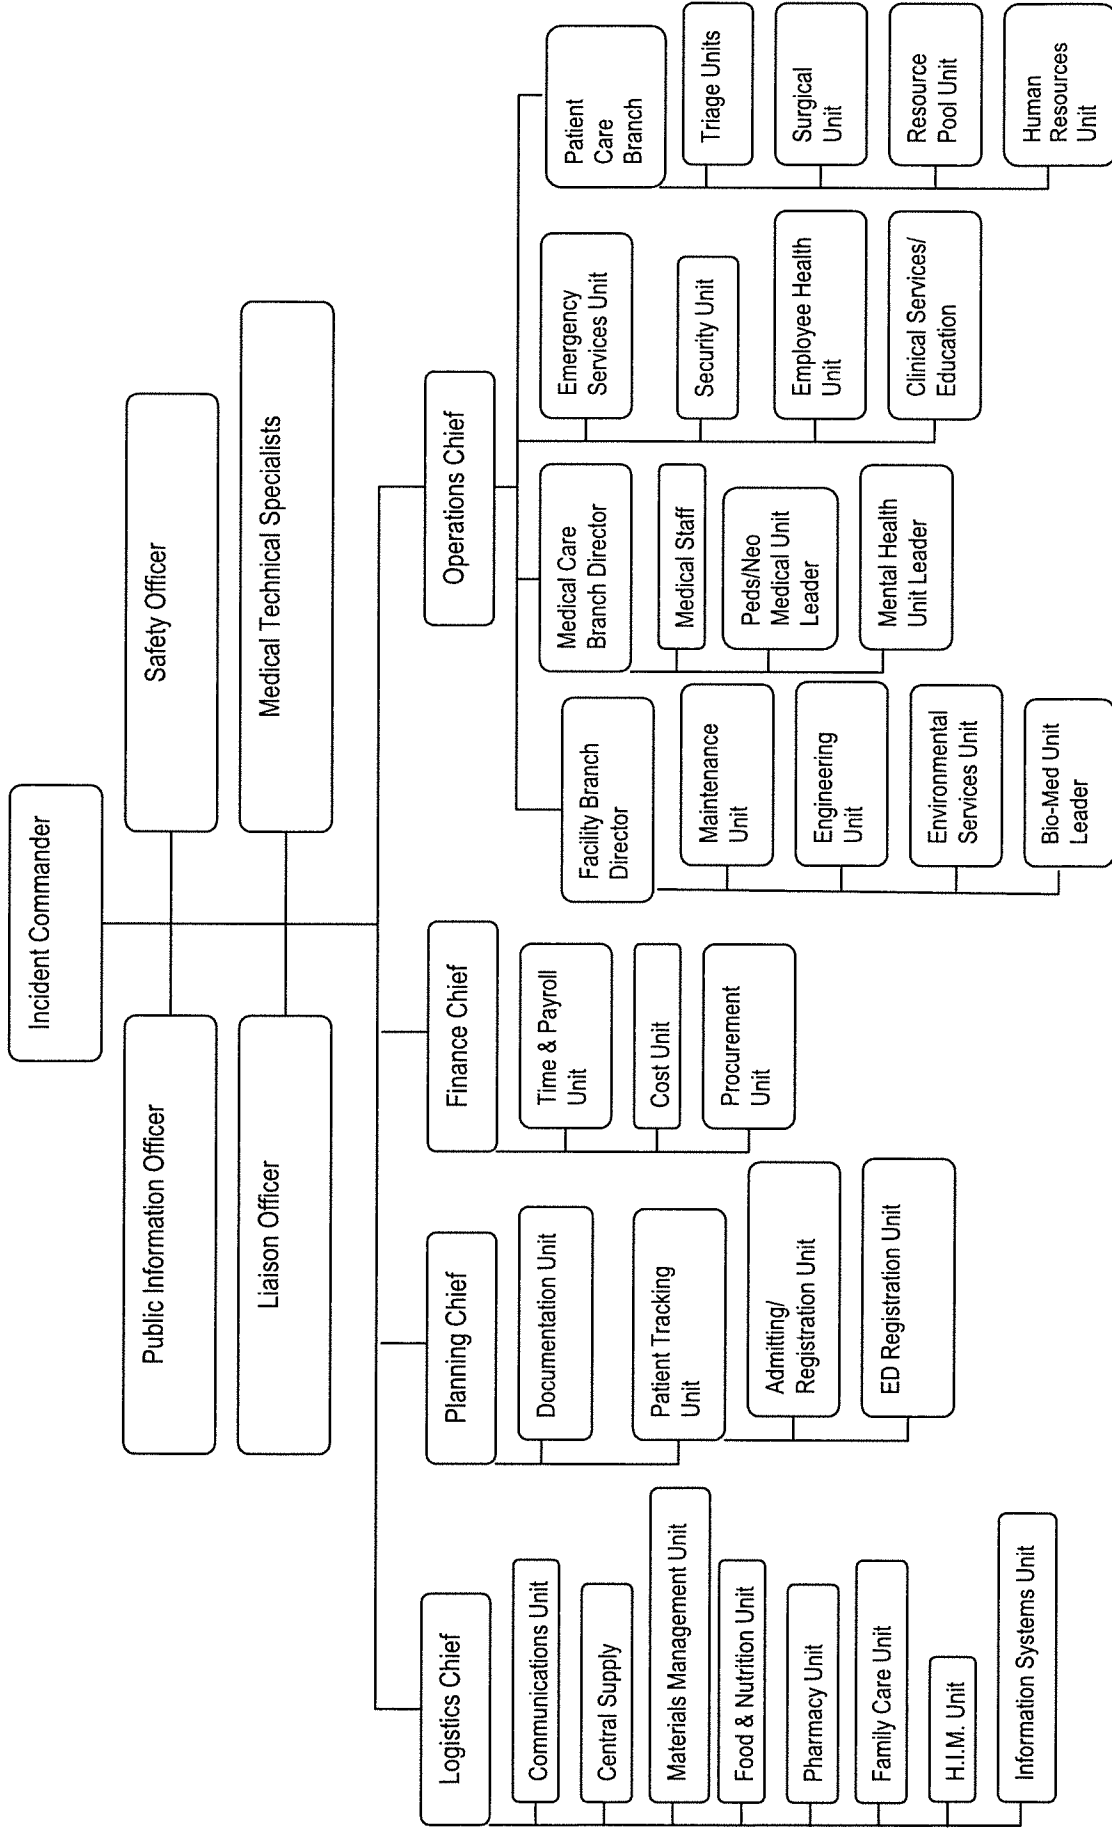 Incident Commander
Public Information Officer
Safety Officer
Liaison Officer
Medical Technical Specialists
Logistics Chief
Communications Unit
Central Supply
Materials Management Unit
Food & Nutrition Unit
Pharmacy Unit
Family Care Unit
H.I.M. Unit
Information Systems Unit
Planning Chief
Documentation Unit
Patient Tracking
Unit
Admitting/
Registration Unit
ED Registration Unit
Finance Chief
Time & Payroll
Unit
Cost Unit
Procurement
Unit
Operations Chief
Facility Branch
Director
Maintenance
Unit
Engineering
Unit
Environmental
Services Unit
Bio-Med Unit
Leader
Medical Care
Branch Director
Medical Staff
Peds/Neo
Medical Unit
Leader
Mental Health
Unit Leader
Emergency
Services Unit
Security Unit
Employee Health
Unit
Clinical Services/
Education
Patient
Care
Branch
Triage Units
Surgical
Unit
Resource
Pool Unit
Human
Resources
Unit